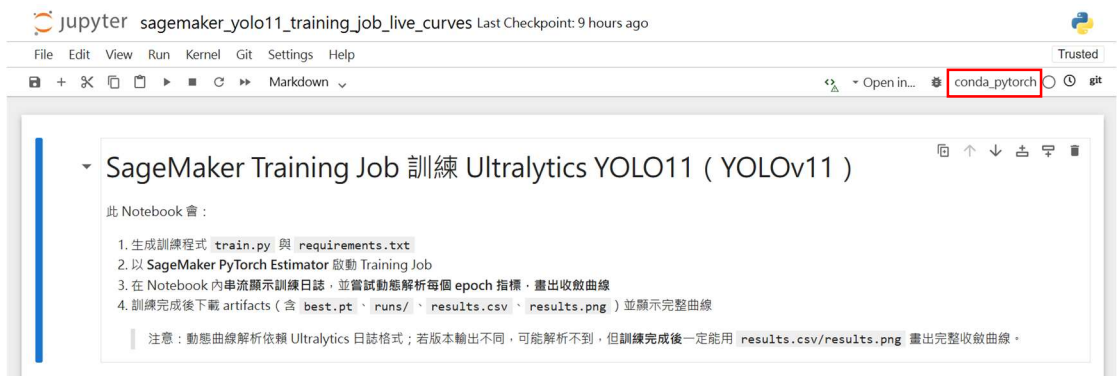 jupyter sagemaker_yolo11_training_job_live_curves Last Checkpoint: 9 hours ago
File Edit View Run Kernel Git Settings Help Trusted
Markdown Open in... conda_pytorch git
SageMaker Training Job 訓練 Ultralytics YOLO11（YOLOv11）
此 Notebook 會：
1. 生成訓練程式 train.py 與 requirements.txt
2. 以 SageMaker PyTorch Estimator 啟動 Training Job
3. 在 Notebook 內串流顯示訓練日誌，並嘗試動態解析每個 epoch 指標，畫出收斂曲線
4. 訓練完成後下載 artifacts（含 best.pt、runs/、results.csv、results.png）並顯示完整曲線
注意：動態曲線解析依賴 Ultralytics 日誌格式；若版本輸出不同，可能解析不到，但訓練完成後一定能用 results.csv/results.png 畫出完整收斂曲線。